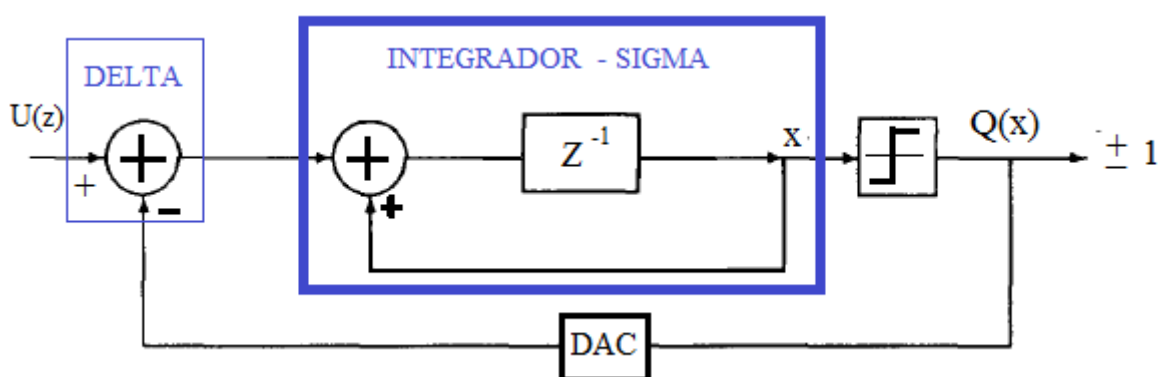 INTEGRADOR - SIGMA
DELTA
U(z)
+
+
−
+
+
Z⁻¹
x
Q(x)
± 1
DAC